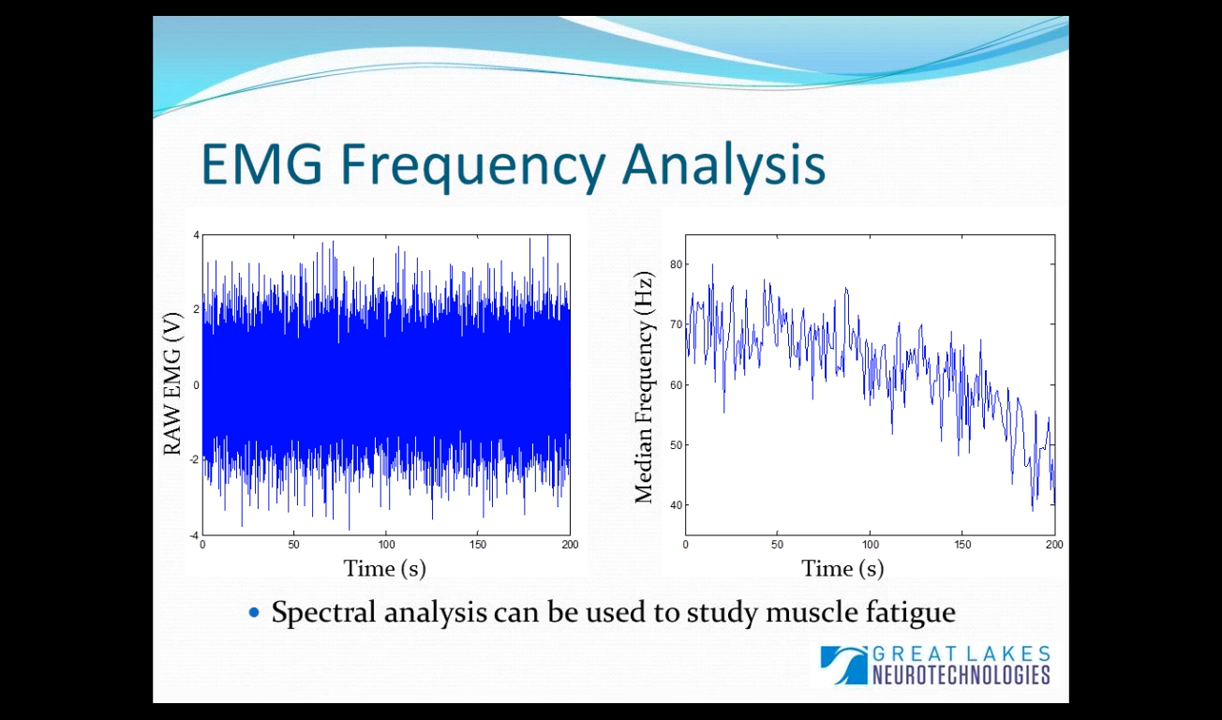 EMG Frequency Analysis
RAW EMG (V)
4
2
0
-2
-4
0 50 100 150 200
Time (s)
Median Frequency (Hz)
80
70
60
50
40
0 50 100 150 200
Time (s)
• Spectral analysis can be used to study muscle fatigue
GREAT LAKES
NEUROTECHNOLOGIES